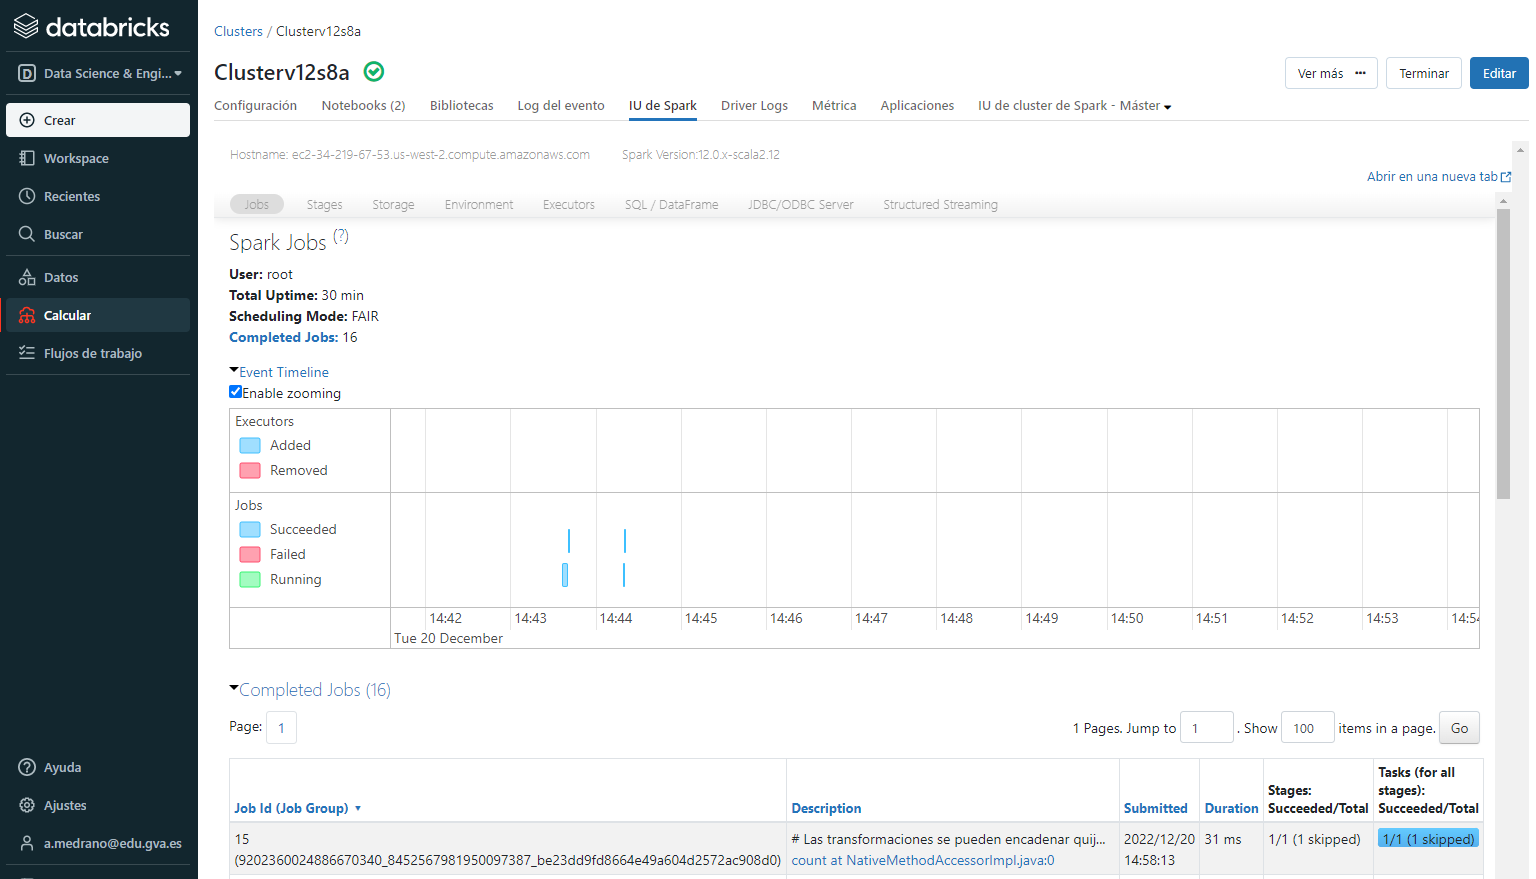 databricks
Data Science & Engi...
Crear
Workspace
Recientes
Buscar
Datos
Calcular
Flujos de trabajo
Ayuda
Ajustes
a.medrano@edu.gva.es
Clusters / Clusterv12s8a
Clusterv12s8a
Ver más ···
Terminar
Editar
Configuración Notebooks (2) Bibliotecas Log del evento IU de Spark Driver Logs Métrica Aplicaciones IU de cluster de Spark - Máster
Hostname: ec2-34-219-67-53.us-west-2.compute.amazonaws.com Spark Version:12.0.x-scala2.12
Abrir en una nueva tab
Jobs Stages Storage Environment Executors SQL / DataFrame JDBC/ODBC Server Structured Streaming
Spark Jobs (?)
User: root
Total Uptime: 30 min
Scheduling Mode: FAIR
Completed Jobs: 16
Event Timeline
Enable zooming
Executors
Added
Removed
Jobs
Succeeded
Failed
Running
14:42 14:43 14:44 14:45 14:46 14:47 14:48 14:49 14:50 14:51 14:52 14:53 14:54
Tue 20 December
Completed Jobs (16)
Page: 1
1 Pages. Jump to 1 . Show 100 items in a page. Go
Job Id (Job Group) Description Submitted Duration Stages: Succeeded/Total Tasks (for all stages): Succeeded/Total
15 # Las transformaciones se pueden encadenar quij... 2022/12/20 31 ms 1/1 (1 skipped) 1/1 (1 skipped)
(9202360024886670340_8452567981950097387_be23dd9fd8664e49a604d2572ac908d0) count at NativeMethodAccessorImpl.java:0 14:58:13